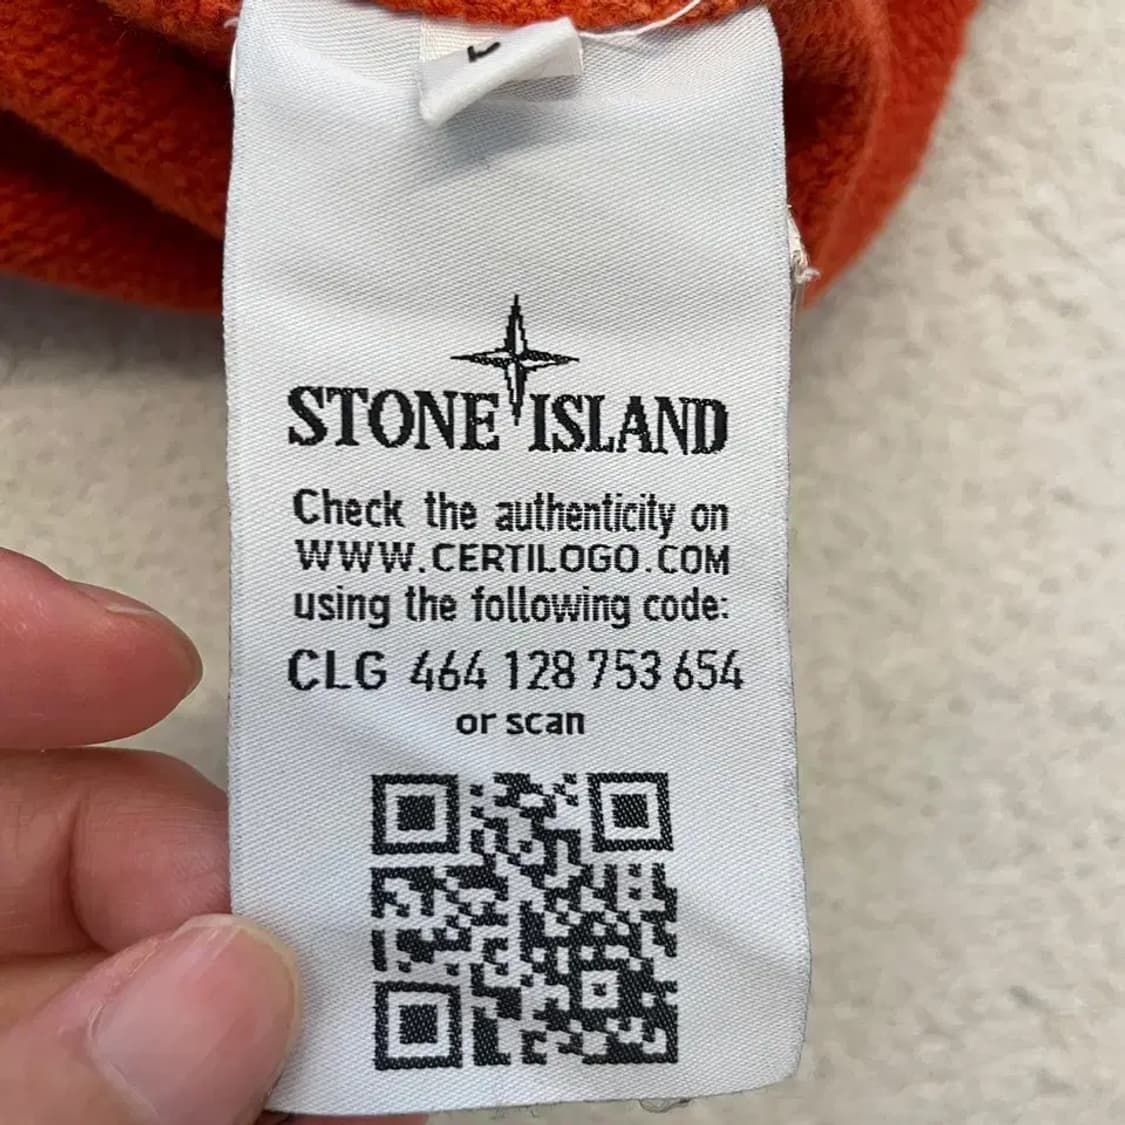 L
STONE ISLAND
Check the authenticity on
WWW.CERTILOGO.COM
using the following code:
CLG 464 128 753 654
or scan